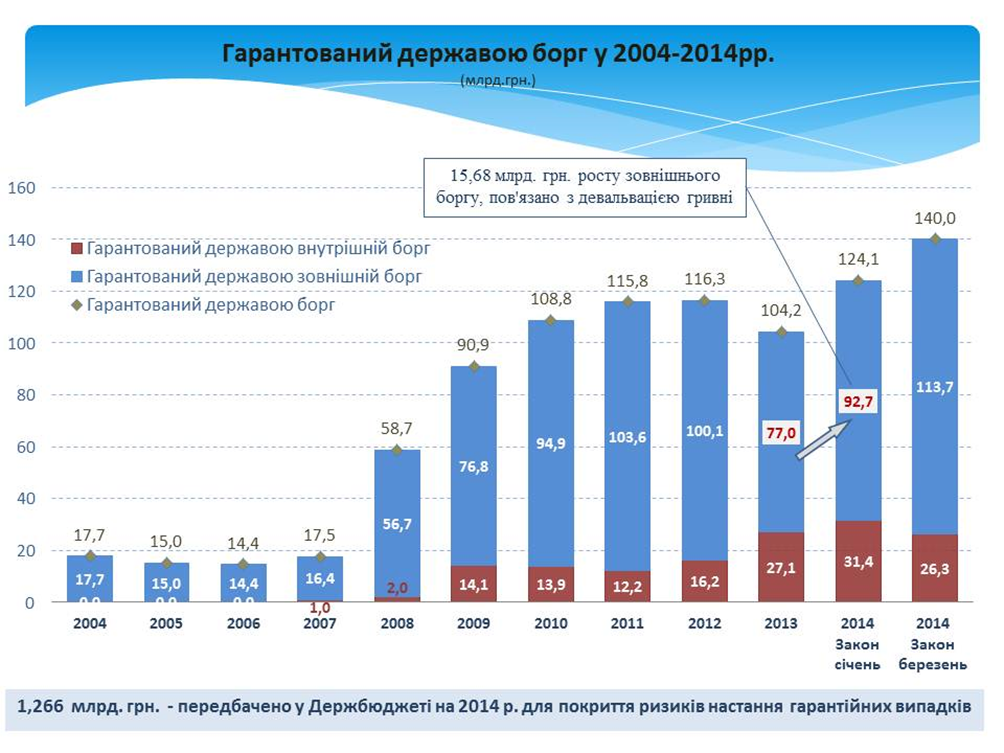 Гарантований державою борг у 2004-2014рр.
(млрд.грн.)
15,68 млрд. грн. росту зовнішнього
боргу, пов'язано з девальвацією гривні
160
140
120
100
80
60
40
20
0
Гарантований державою внутрішній борг
Гарантований державою зовнішній борг
Гарантований державою борг
17,7 15,0 14,4 17,5 58,7 90,9 108,8 115,8 116,3 104,2 124,1 140,0
17,7 15,0 14,4 16,4 56,7 76,8 94,9 103,6 100,1 77,0 92,7 113,7
0,0 0,0 0,0 1,0 2,0 14,1 13,9 12,2 16,2 27,1 31,4 26,3
2004 2005 2006 2007 2008 2009 2010 2011 2012 2013 2014 2014
Закон Закон
січень березень
1,266 млрд. грн. - передбачено у Держбюджеті на 2014 р. для покриття ризиків настання гарантійних випадків